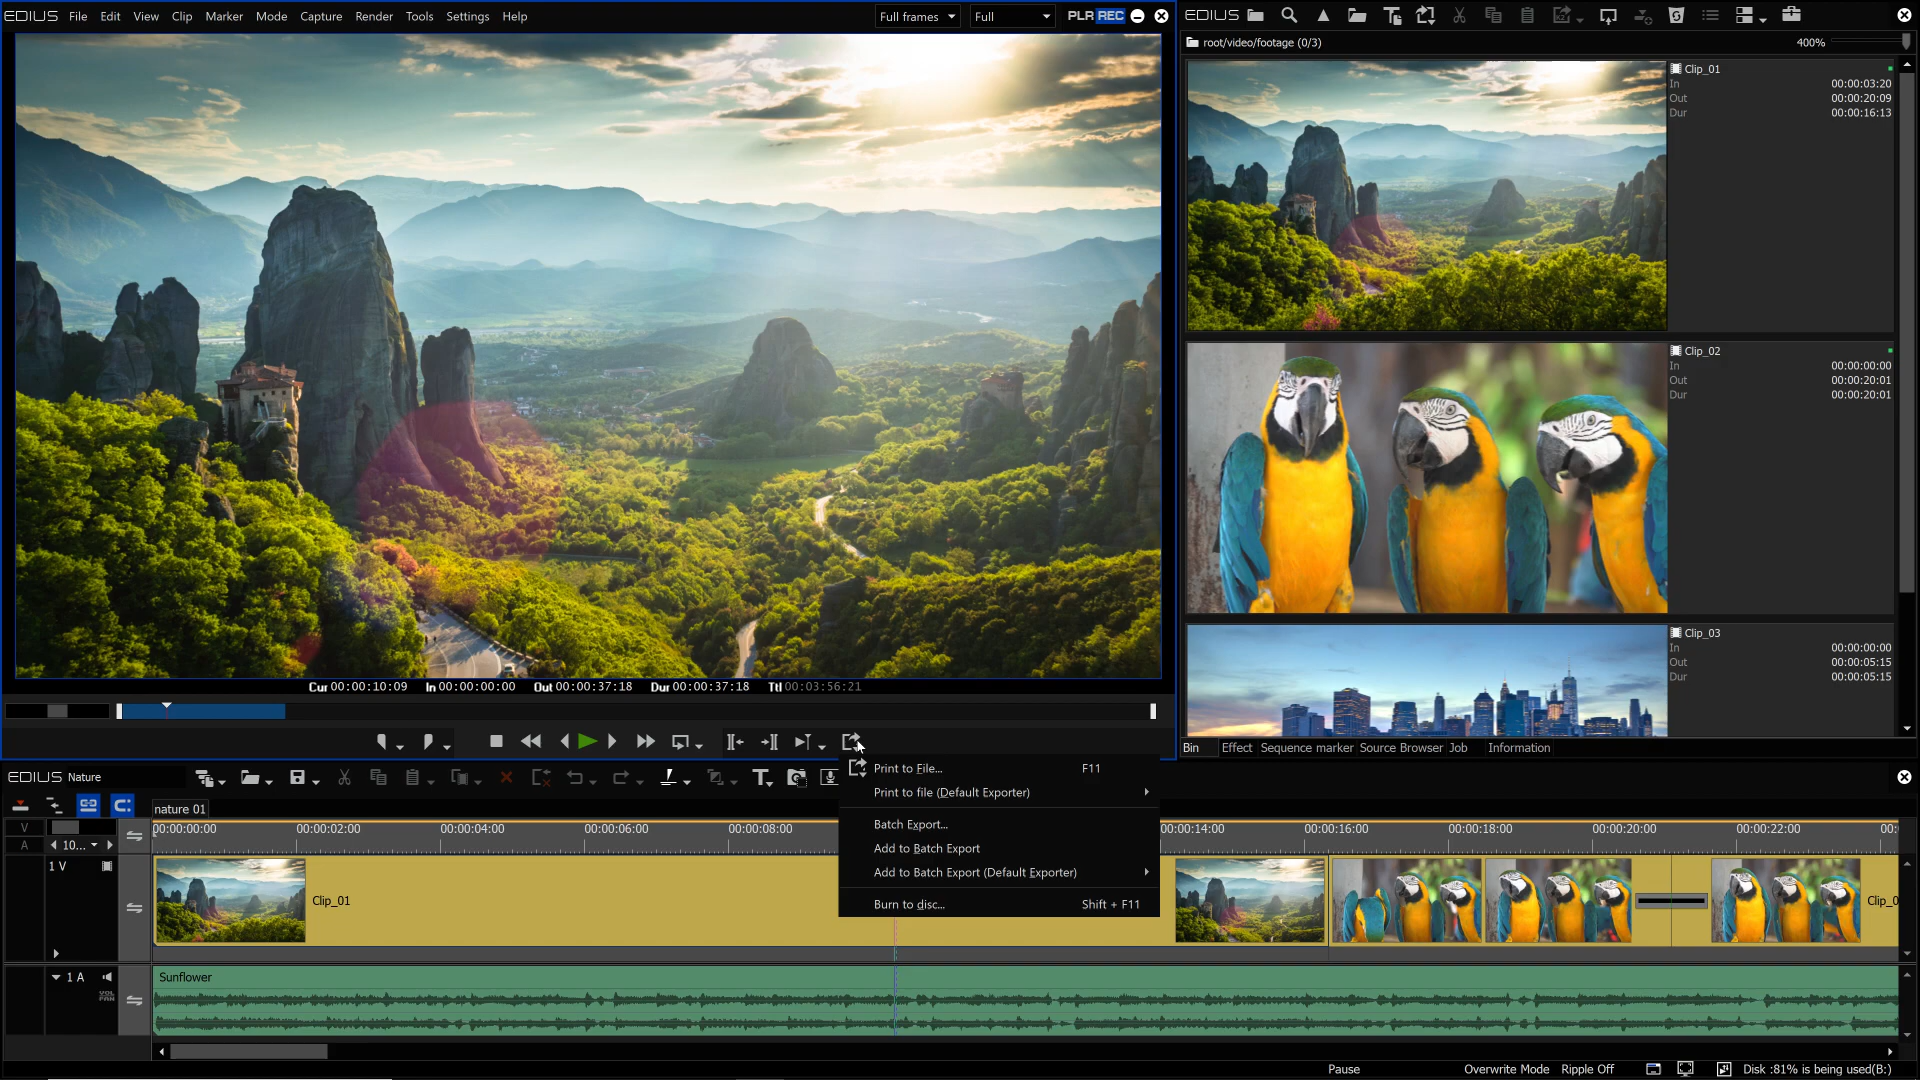 EDIUS File Edit View Clip Marker Mode Capture Render Tools Settings Help Full frames Full PLR REC
Cur 00:00:10:09 In 00:00:00:00 Out 00:00:37:18 Dur 00:00:37:18 Ttl 00:03:56:21
EDIUS
root/video/footage (0/3) 400%
Clip_01
In 00:00:03:20
Out 00:00:20:09
Dur 00:00:16:13
Clip_02
In 00:00:00:00
Out 00:00:20:01
Dur 00:00:20:01
Clip_03
In 00:00:00:00
Out 00:00:05:15
Dur 00:00:05:15
Bin Effect Sequence marker Source Browser Job Information
EDIUS Nature
Print to File... F11
Print to file (Default Exporter)
Batch Export...
Add to Batch Export
Add to Batch Export (Default Exporter)
Burn to disc... Shift + F11
nature 01
V
A
10...
00:00:00:00 00:00:02:00 00:00:04:00 00:00:06:00 00:00:08:00 00:00:14:00 00:00:16:00 00:00:18:00 00:00:20:00 00:00:22:00 00:
1 V
Clip_01 Clip_0
1 A
VOL
PAN
Sunflower
Pause Overwrite Mode Ripple Off Disk :81% is being used(B:)